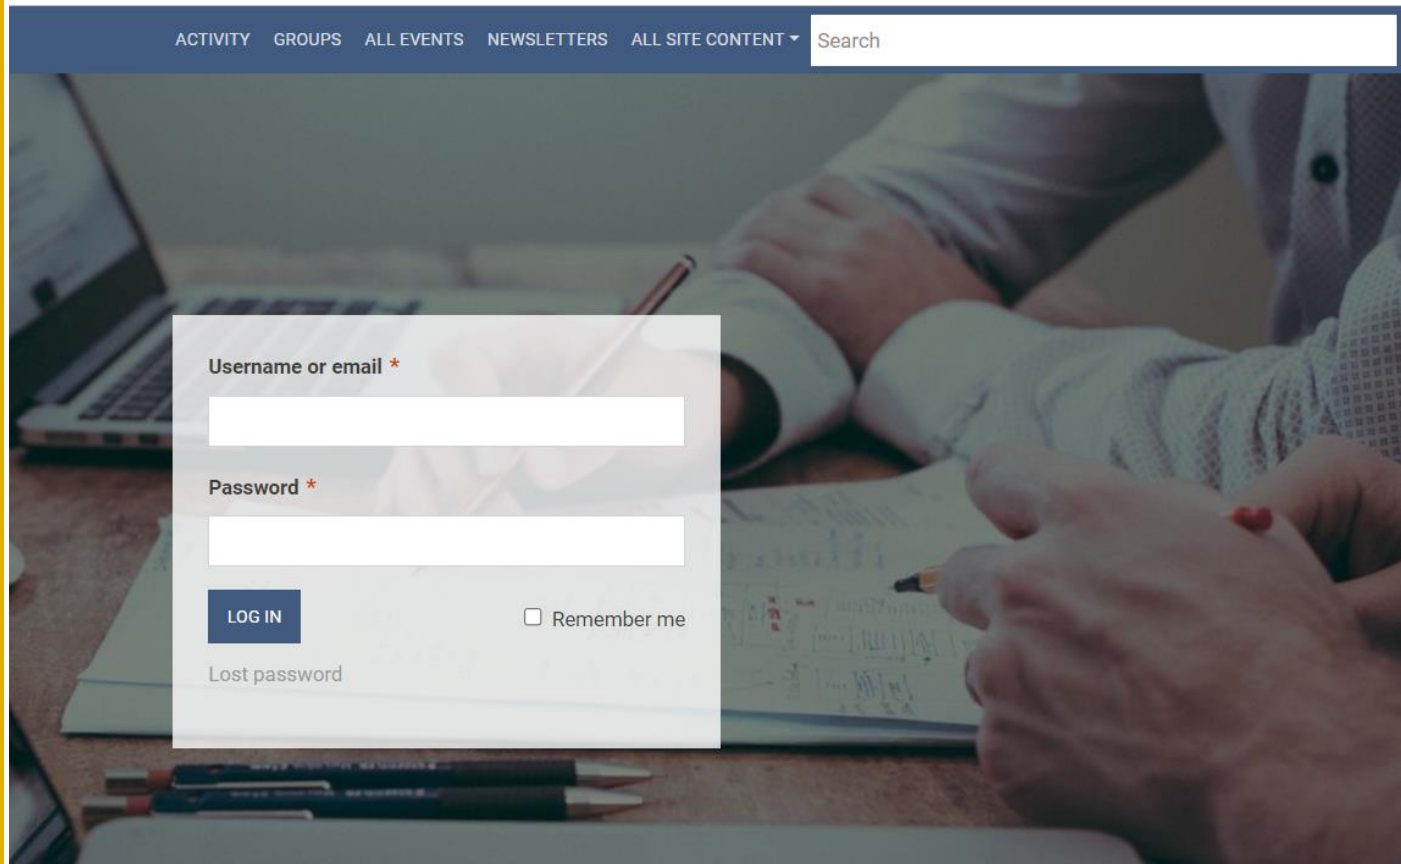 ACTIVITY GROUPS ALL EVENTS NEWSLETTERS ALL SITE CONTENT Search
Username or email *
Password *
LOG IN Remember me
Lost password